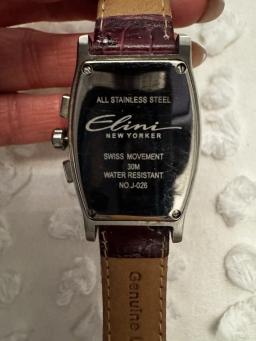 ALL STAINLESS STEEL
Elini
NEW YORKER
SWISS MOVEMENT
30M
WATER RESISTANT
NO.J-026
Genuine